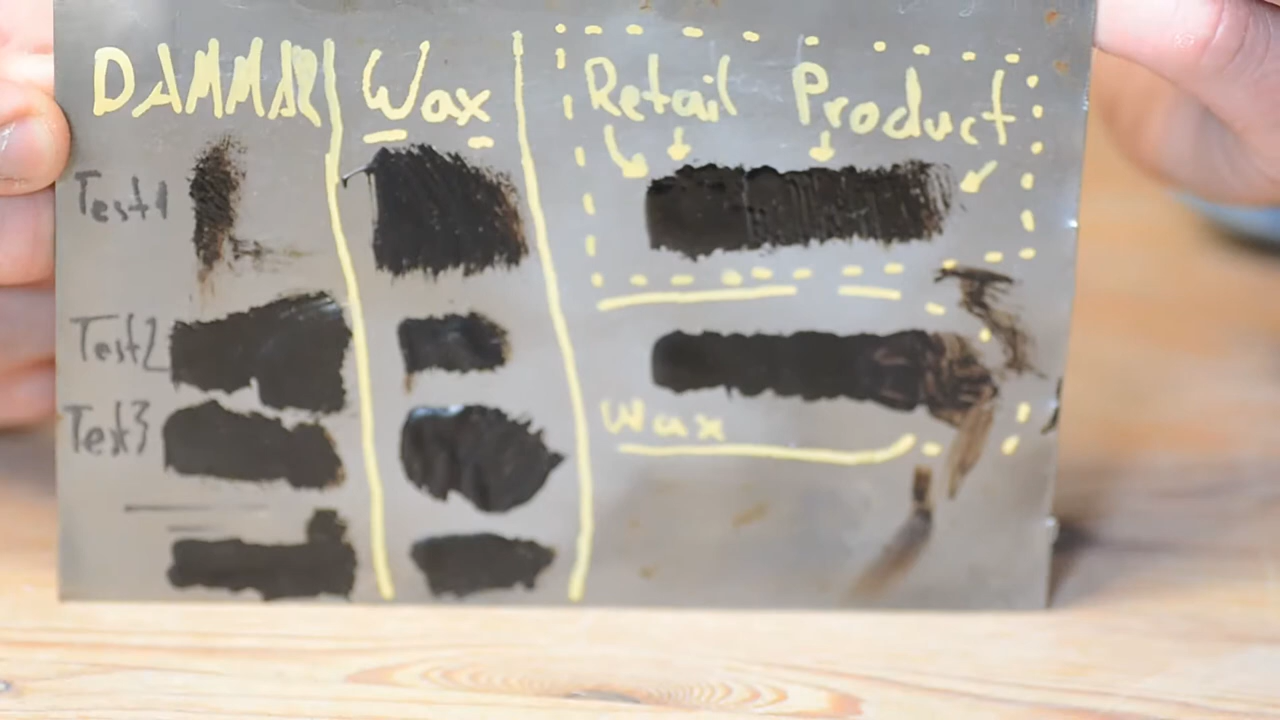 DAMMAR Wax Retail Product
Test1
Test2
Test3
Wax